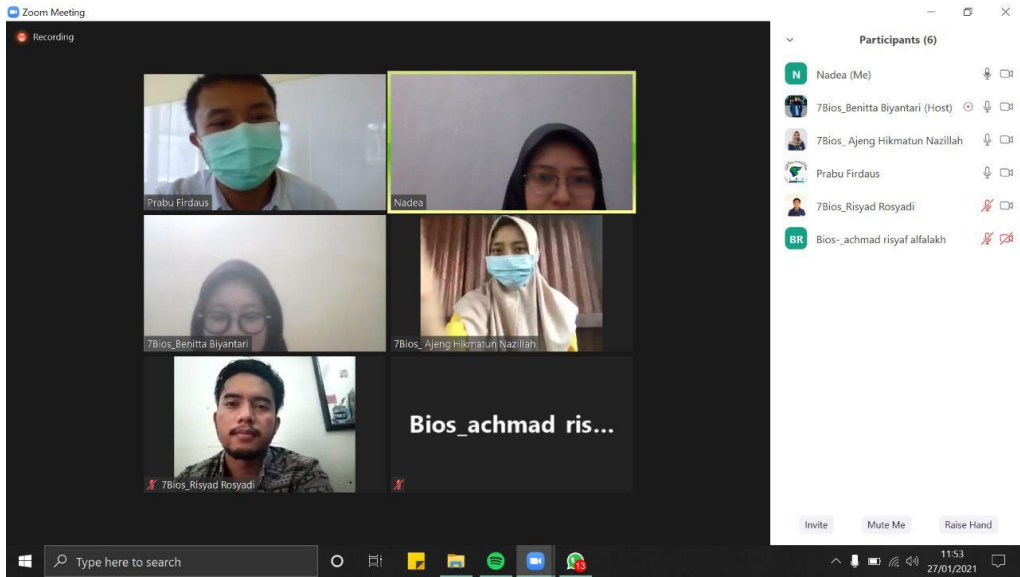 Zoom Meeting
Recording
Prabu Firdaus
Nadea
7Bios_Benitta Biyantari
7Bios_ Ajeng Hikmatun Nazillah
7Bios_Risyad Rosyadi
Bios_achmad ris...
Participants (6)
N Nadea (Me)
7Bios_Benitta Biyantari (Host)
7Bios_ Ajeng Hikmatun Nazillah
Prabu Firdaus
7Bios_Risyad Rosyadi
BR Bios-_achmad risyaf alfalakh
Invite Mute Me Raise Hand
Type here to search
13
11:53
27/01/2021